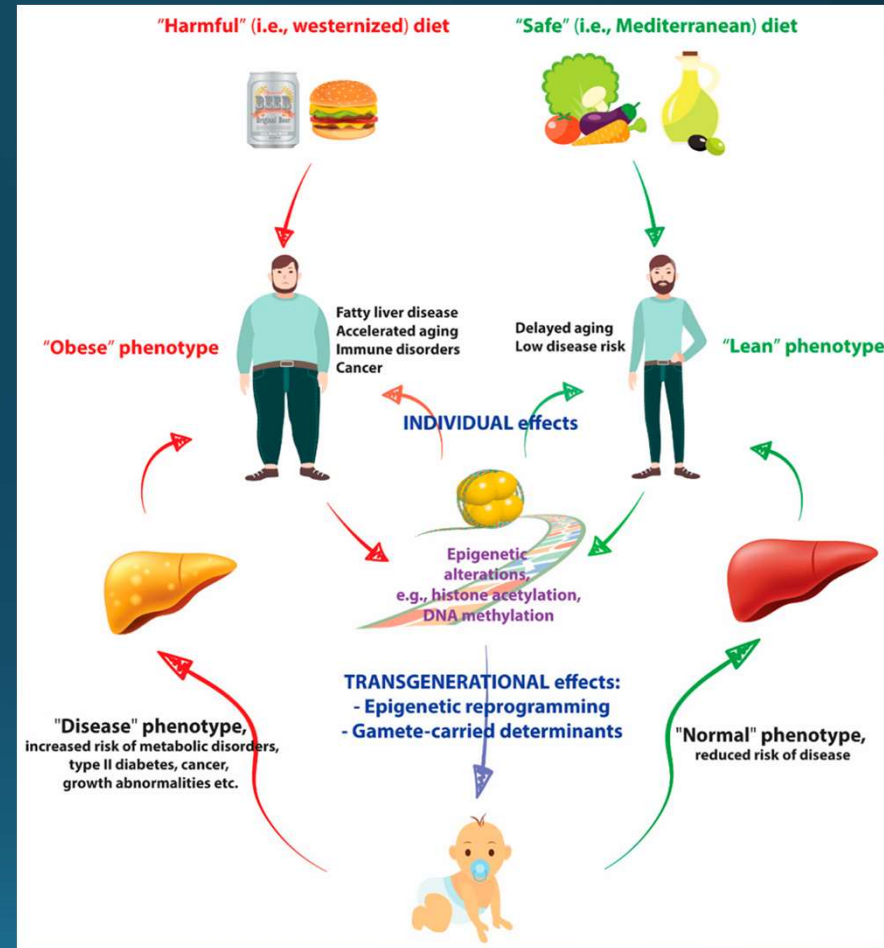 "Harmful" (i.e., westernized) diet
"Safe" (i.e., Mediterranean) diet
BEER
Original Beer
"Obese" phenotype
Fatty liver disease
Accelerated aging
Immune disorders
Cancer
Delayed aging
Low disease risk
"Lean" phenotype
INDIVIDUAL effects
Epigenetic
alterations,
e.g., histone acetylation,
DNA methylation
TRANSGENERATIONAL effects:
- Epigenetic reprogramming
- Gamete-carried determinants
"Disease" phenotype,
increased risk of metabolic disorders,
type II diabetes, cancer,
growth abnormalities etc.
"Normal" phenotype,
reduced risk of disease